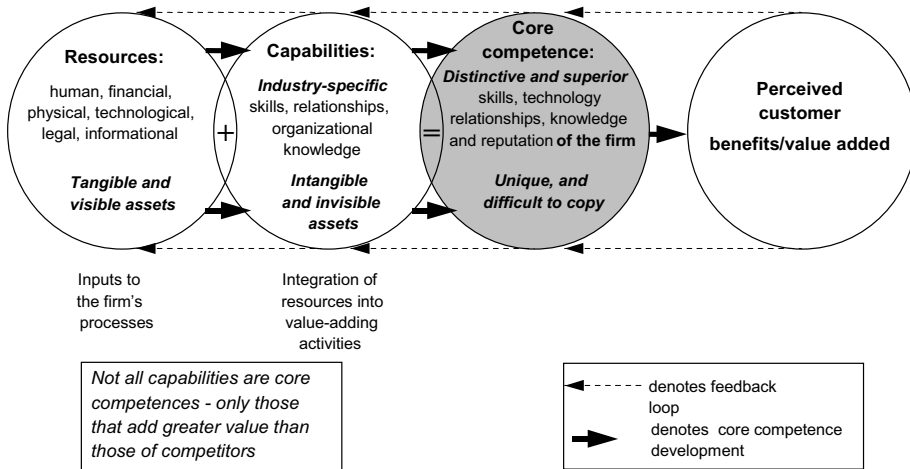 Resources:
human, financial,
physical, technological,
legal, informational
Tangible and
visible assets
+
Capabilities:
Industry-specific
skills, relationships,
organizational
knowledge
Intangible
and invisible
assets
=
Core
competence:
Distinctive and superior
skills, technology
relationships, knowledge
and reputation of the firm
Unique, and
difficult to copy
Perceived
customer
benefits/value added
Inputs to
the firm's
processes
Integration of
resources into
value-adding
activities
Not all capabilities are core
competences - only those
that add greater value than
those of competitors
denotes feedback
loop
denotes core competence
development